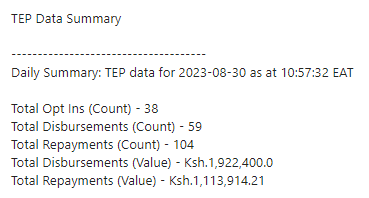 TEP Data Summary
-------------------------------------
Daily Summary: TEP data for 2023-08-30 as at 10:57:32 EAT
Total Opt Ins (Count) - 38
Total Disbursements (Count) - 59
Total Repayments (Count) - 104
Total Disbursements (Value) - Ksh.1,922,400.0
Total Repayments (Value) - Ksh.1,113,914.21